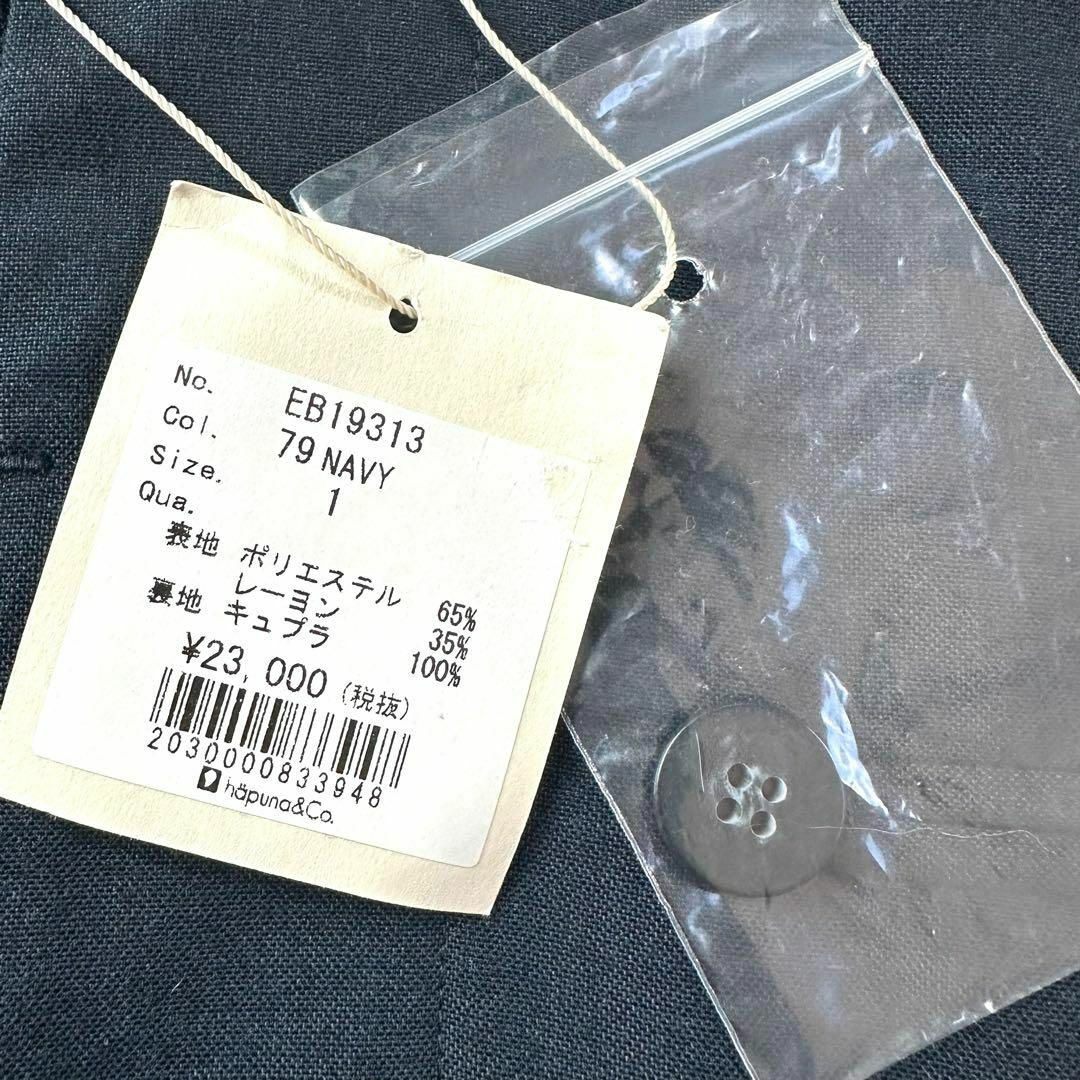 No. EB19313
Col. 79 NAVY
Size. 1
Qua.
表地 ポリエステル 65%
レーヨン 35%
裏地 キュプラ 100%
¥23,000 (税抜)
2030000833948
häpuna&Co.